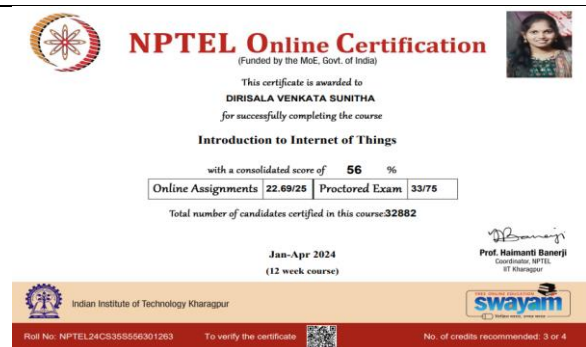 NPTEL Online Certification
(Funded by the MoE, Govt. of India)
This certificate is awarded to
DIRISALA VENKATA SUNITHA
for successfully completing the course
Introduction to Internet of Things
with a consolidated score of 56 %
Online Assignments 22.69/25 Proctored Exam 33/75
Total number of candidates certified in this course:32882
Jan-Apr 2024
(12 week course)
Prof. Haimanti Banerji
Coordinator, NPTEL
IIT Kharagpur
Indian Institute of Technology Kharagpur
FREE ONLINE EDUCATION
swayam
Roll No: NPTEL24CS35S556301263 To verify the certificate No. of credits recommended: 3 or 4